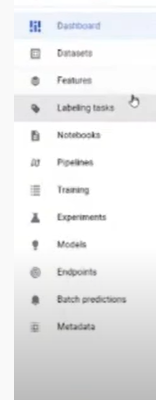 Dashboard
Datasets
Features
Labeling tasks
Notebooks
Pipelines
Training
Experiments
Models
Endpoints
Batch predictions
Metadata